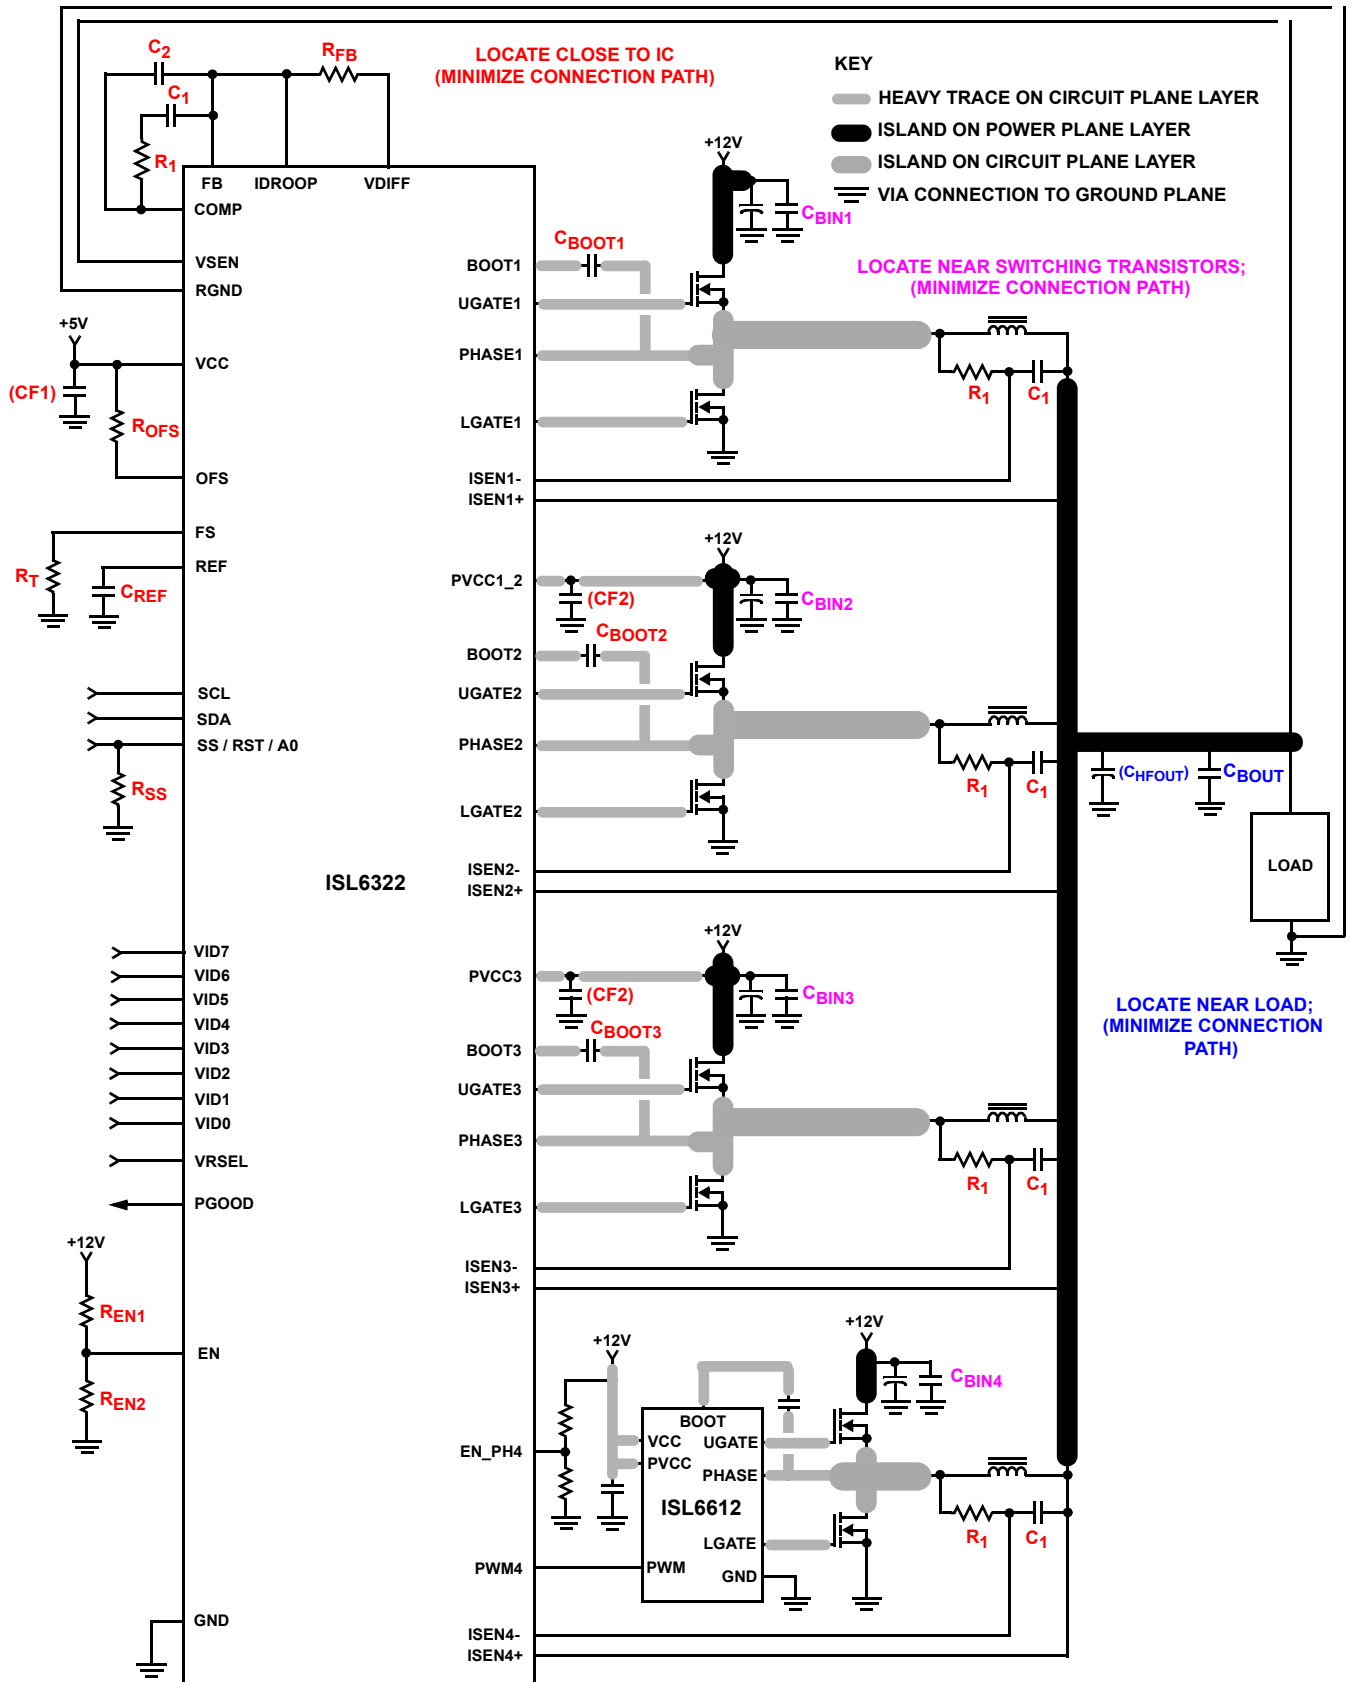 C2
RFB
C1
R1
LOCATE CLOSE TO IC
(MINIMIZE CONNECTION PATH)
KEY
HEAVY TRACE ON CIRCUIT PLANE LAYER
ISLAND ON POWER PLANE LAYER
ISLAND ON CIRCUIT PLANE LAYER
VIA CONNECTION TO GROUND PLANE
FB
IDROOP
VDIFF
COMP
VSEN
RGND
+5V
VCC
(CF1)
ROFS
OFS
FS
RT
REF
CREF
SCL
SDA
SS / RST / A0
RSS
ISL6322
VID7
VID6
VID5
VID4
VID3
VID2
VID1
VID0
VRSEL
PGOOD
+12V
REN1
EN
REN2
GND
+12V
CBIN1
CBOOT1
BOOT1
UGATE1
PHASE1
LGATE1
ISEN1-
ISEN1+
LOCATE NEAR SWITCHING TRANSISTORS;
(MINIMIZE CONNECTION PATH)
R1
C1
+12V
PVCC1_2
(CF2)
CBIN2
CBOOT2
BOOT2
UGATE2
PHASE2
LGATE2
ISEN2-
ISEN2+
R1
C1
(CHFOUT)
CBOUT
LOAD
+12V
PVCC3
(CF2)
CBIN3
CBOOT3
BOOT3
UGATE3
PHASE3
LGATE3
ISEN3-
ISEN3+
R1
C1
LOCATE NEAR LOAD;
(MINIMIZE CONNECTION
PATH)
+12V
+12V
CBIN4
BOOT
VCC
UGATE
EN_PH4
PVCC
PHASE
ISL6612
LGATE
PWM4
PWM
GND
R1
C1
ISEN4-
ISEN4+